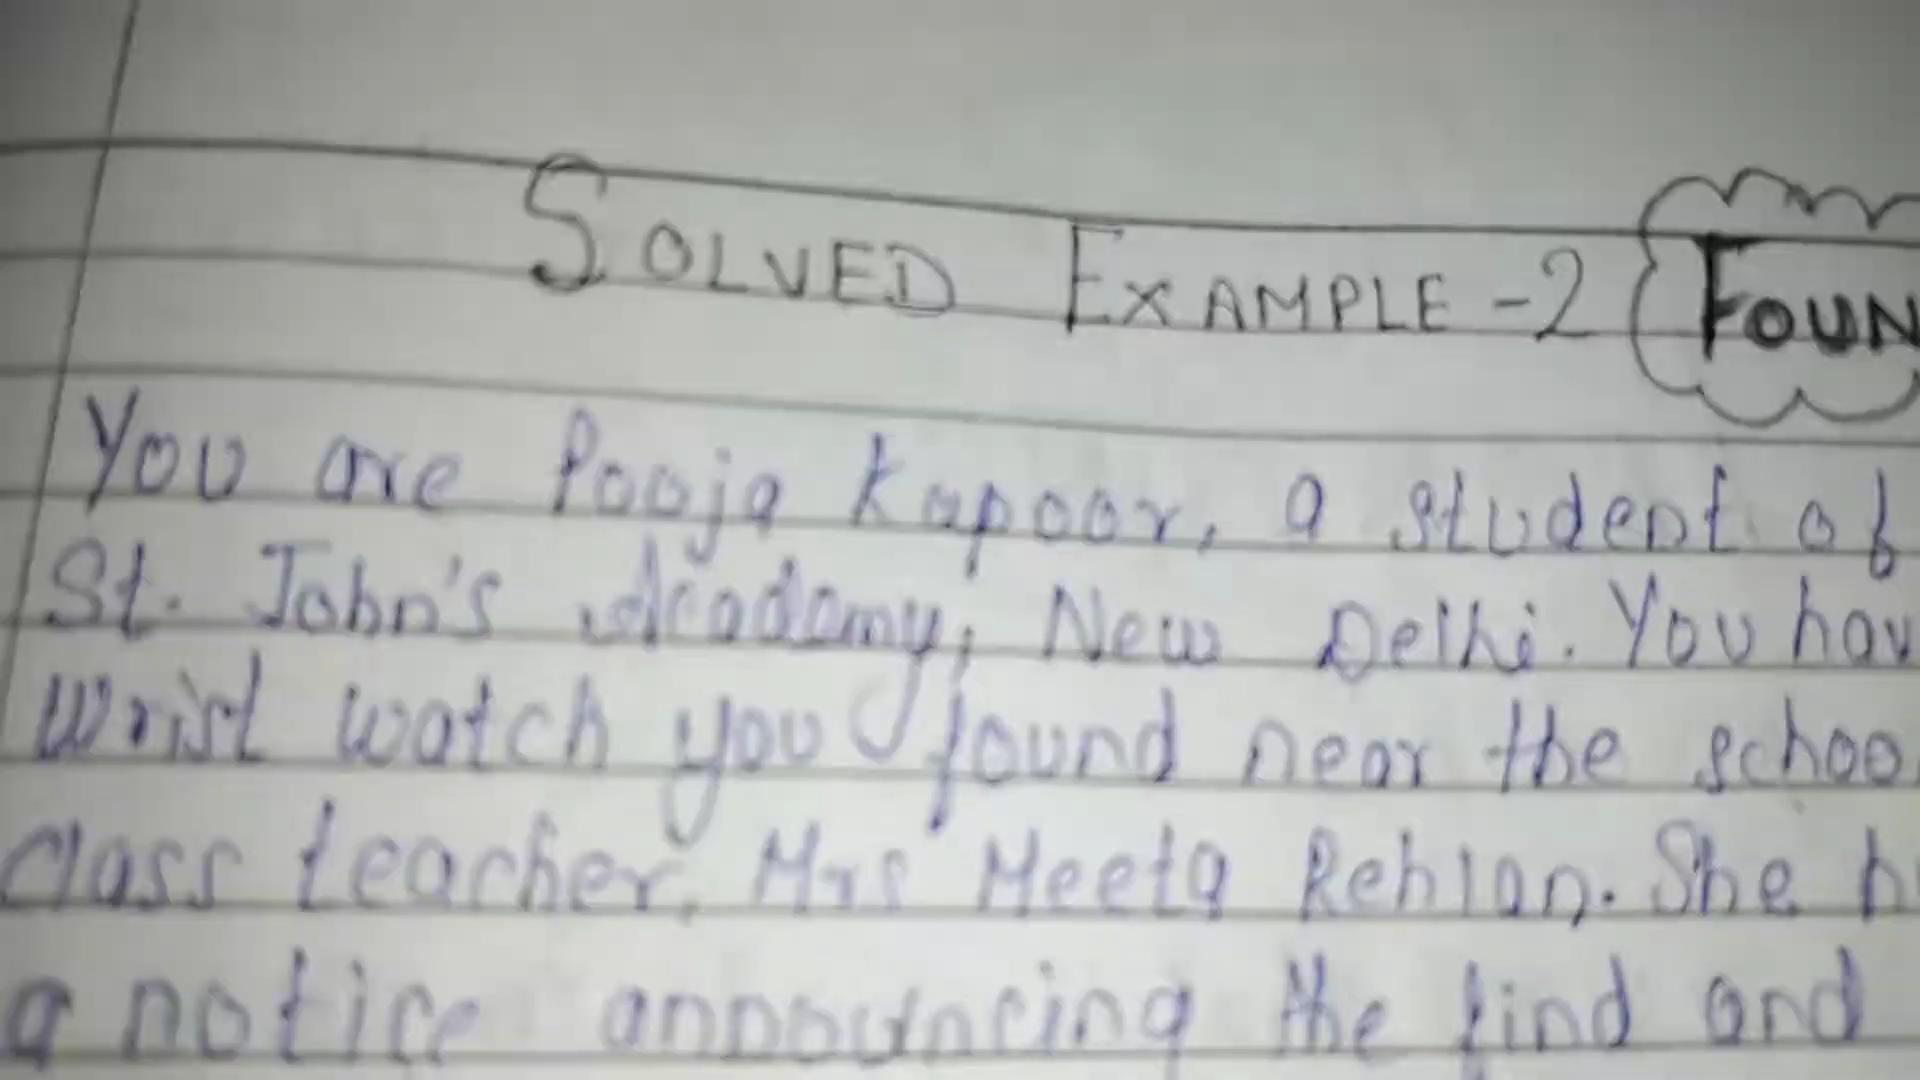 SOLVED EXAMPLE -2 FOUN
You are Pooja Kapoor, a student of
St. John's Academy, New Delhi. You hav
wrist watch you found near the schoo
class teacher, Mrs Meeta Rehlan. She h
a notice announcing the find and